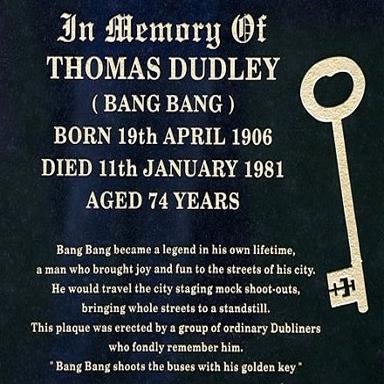 In Memory Of
THOMAS DUDLEY
( BANG BANG )
BORN 19th APRIL 1906
DIED 11th JANUARY 1981
AGED 74 YEARS
Bang Bang became a legend in his own lifetime,
a man who brought joy and fun to the streets of his city.
He would travel the city staging mock shoot-outs,
bringing whole streets to a standstill.
This plaque was erected by a group of ordinary Dubliners
who fondly remember him.
" Bang Bang shoots the buses with his golden key "